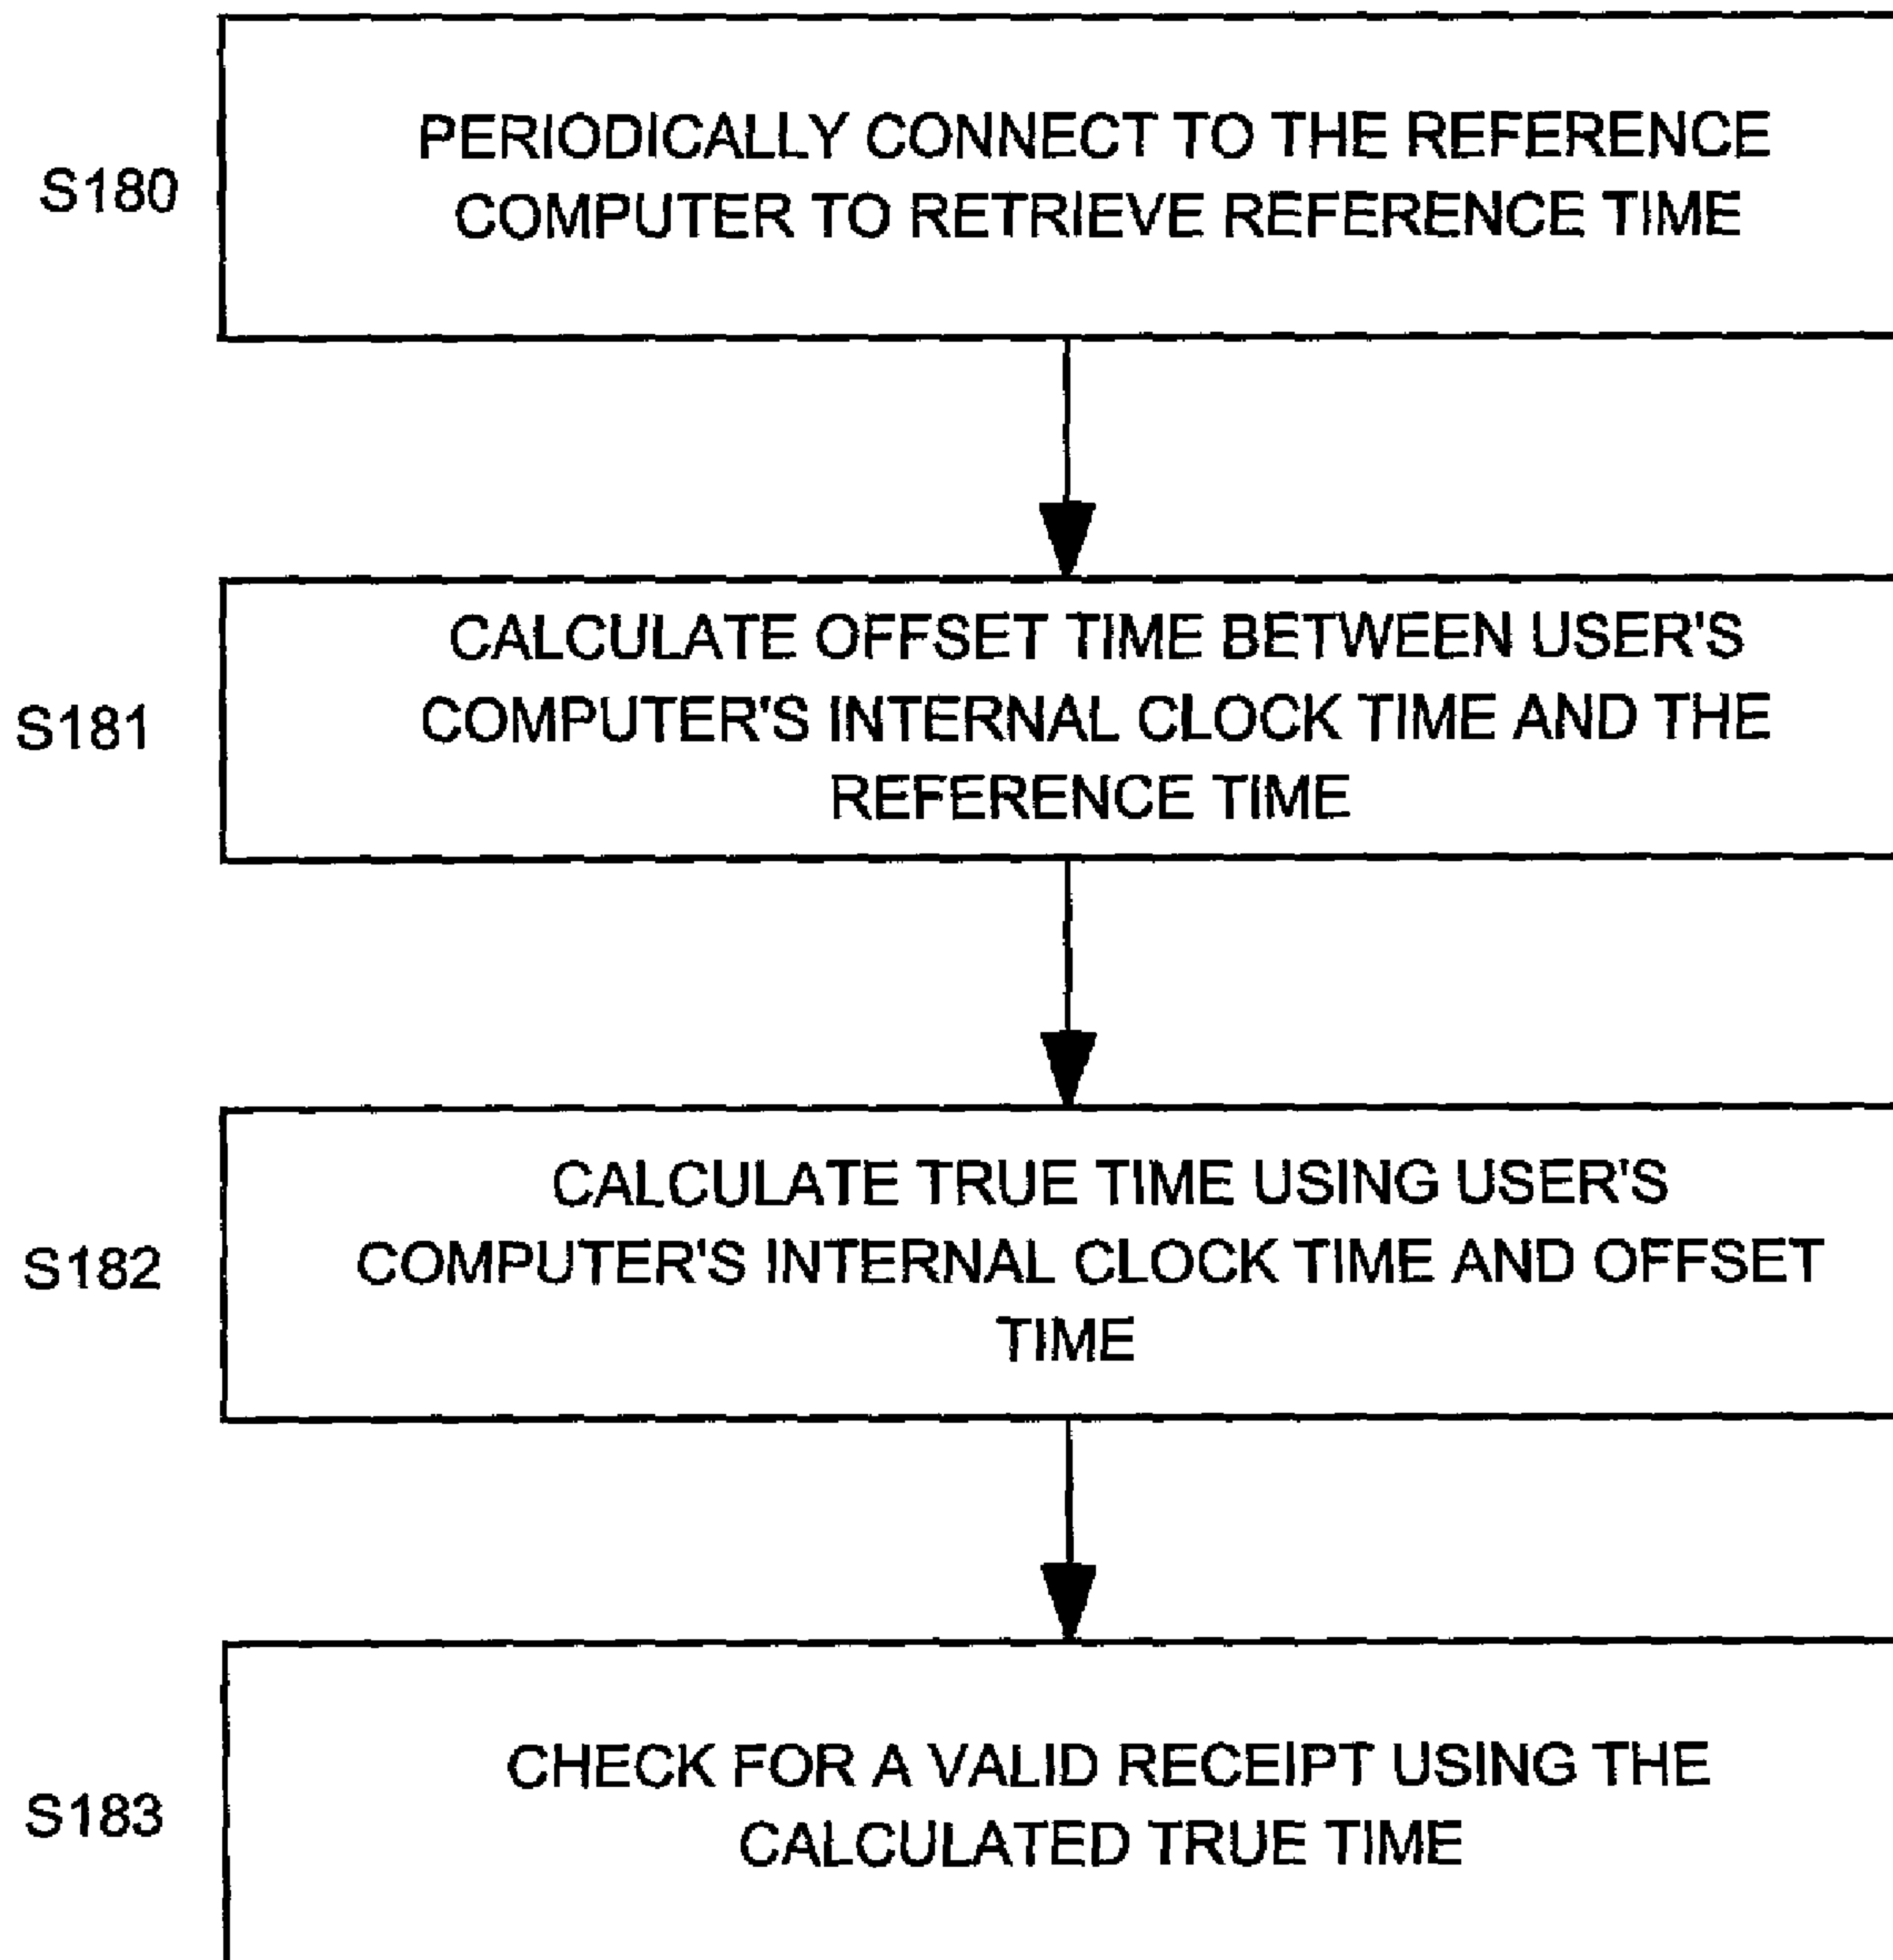 PERIODICALLY CONNECT TO THE REFERENCE
S180
COMPUTER TO RETRIEVE REFERENCE TIME
CALCULATE OFFSET TIME BETWEEN USER'S
S181
COMPUTER'S INTERNAL CLOCK TIME AND THE
REFERENCE TIME
CALCULATE TRUE TIME USING USER'S
S182
COMPUTER'S INTERNAL CLOCK TIME AND OFFSET
TIME
CHECK FOR A VALID RECEIPT USING THE
S183
CALCULATED TRUE TIME